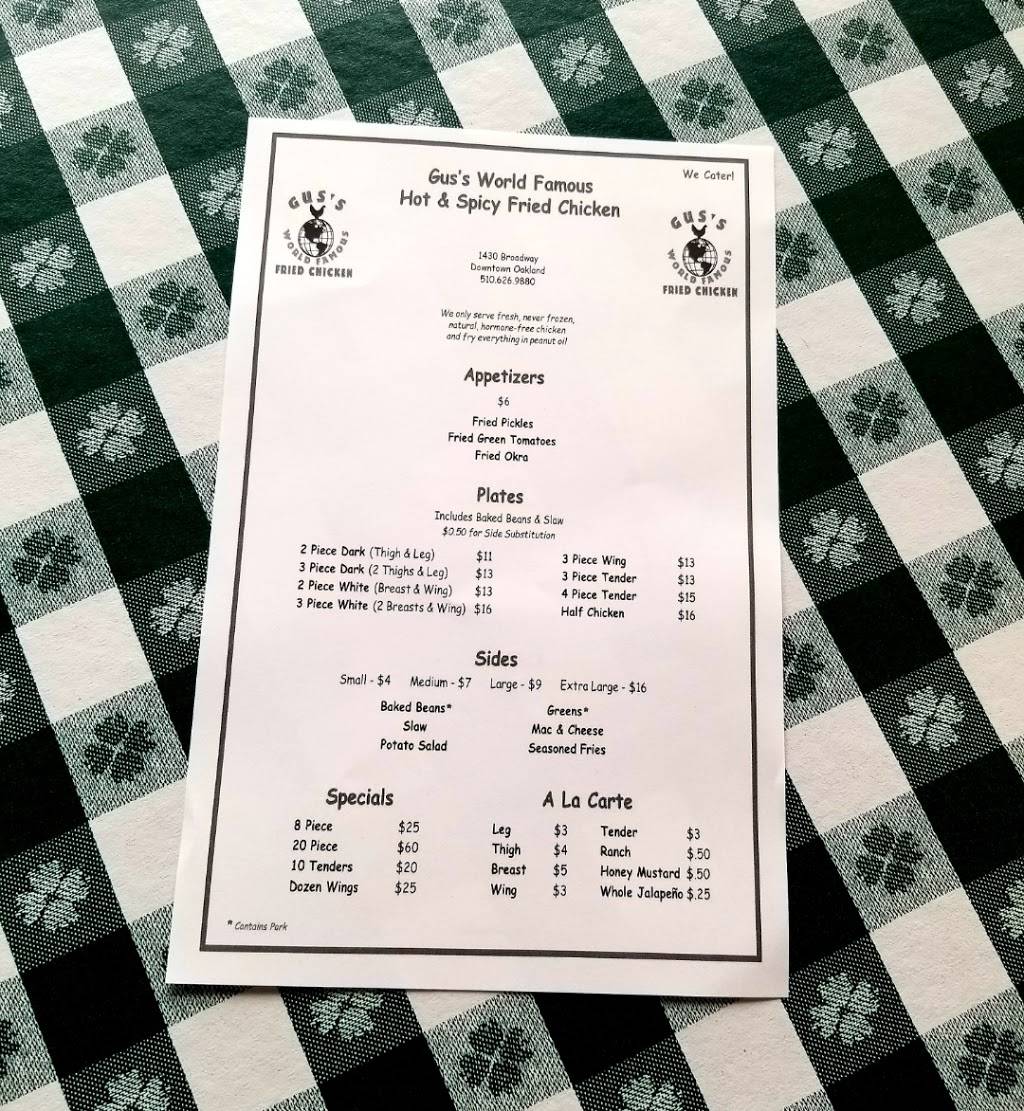 We Cater!
Gus's World Famous
Hot & Spicy Fried Chicken
GUS'S
WORLD FAMOUS
FRIED CHICKEN
GUS'S
WORLD FAMOUS
FRIED CHICKEN
1430 Broadway
Downtown Oakland
510.626.9880
We only serve fresh, never frozen,
natural, hormone-free chicken
and fry everything in peanut oil
Appetizers
$6
Fried Pickles
Fried Green Tomatoes
Fried Okra
Plates
Includes Baked Beans & Slaw
$0.50 for Side Substitution
2 Piece Dark (Thigh & Leg) $11
3 Piece Dark (2 Thighs & Leg) $13
2 Piece White (Breast & Wing) $13
3 Piece White (2 Breasts & Wing) $16
3 Piece Wing $13
3 Piece Tender $13
4 Piece Tender $15
Half Chicken $16
Sides
Small - $4 Medium - $7 Large - $9 Extra Large - $16
Baked Beans*
Slaw
Potato Salad
Greens*
Mac & Cheese
Seasoned Fries
Specials
8 Piece $25
20 Piece $60
10 Tenders $20
Dozen Wings $25
A La Carte
Leg $3
Thigh $4
Breast $5
Wing $3
Tender $3
Ranch $.50
Honey Mustard $.50
Whole Jalapeño $.25
* Contains Pork